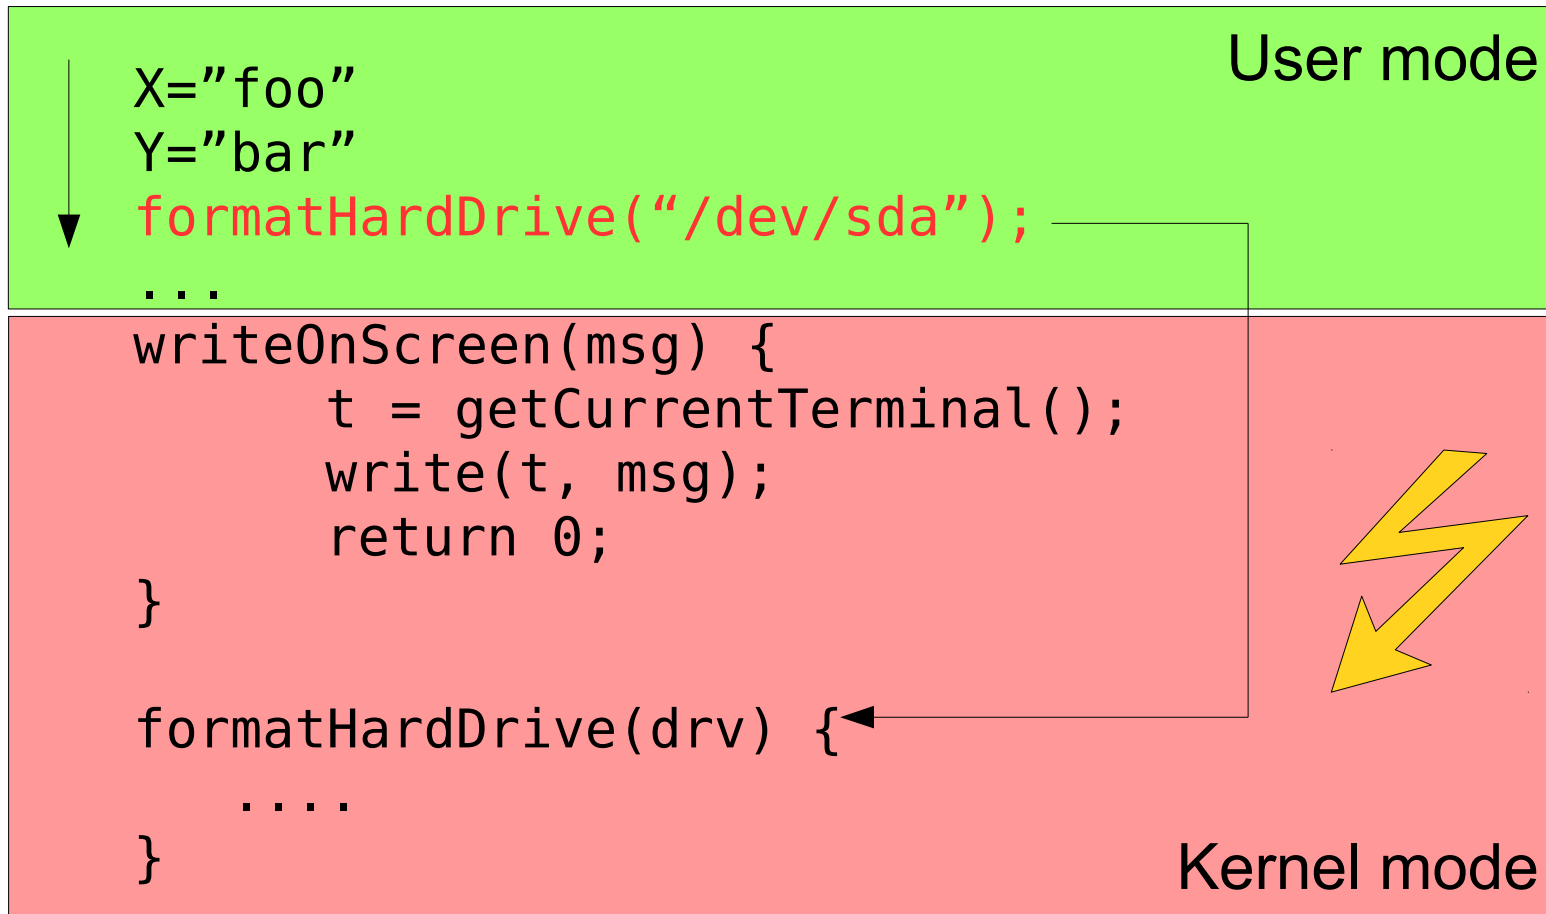 User mode
X=”foo”
Y=”bar”
formatHardDrive(“/dev/sda”);
...
writeOnScreen(msg) {
t = getCurrentTerminal();
write(t, msg);
return 0;
}
formatHardDrive(drv) {
....
}
Kernel mode